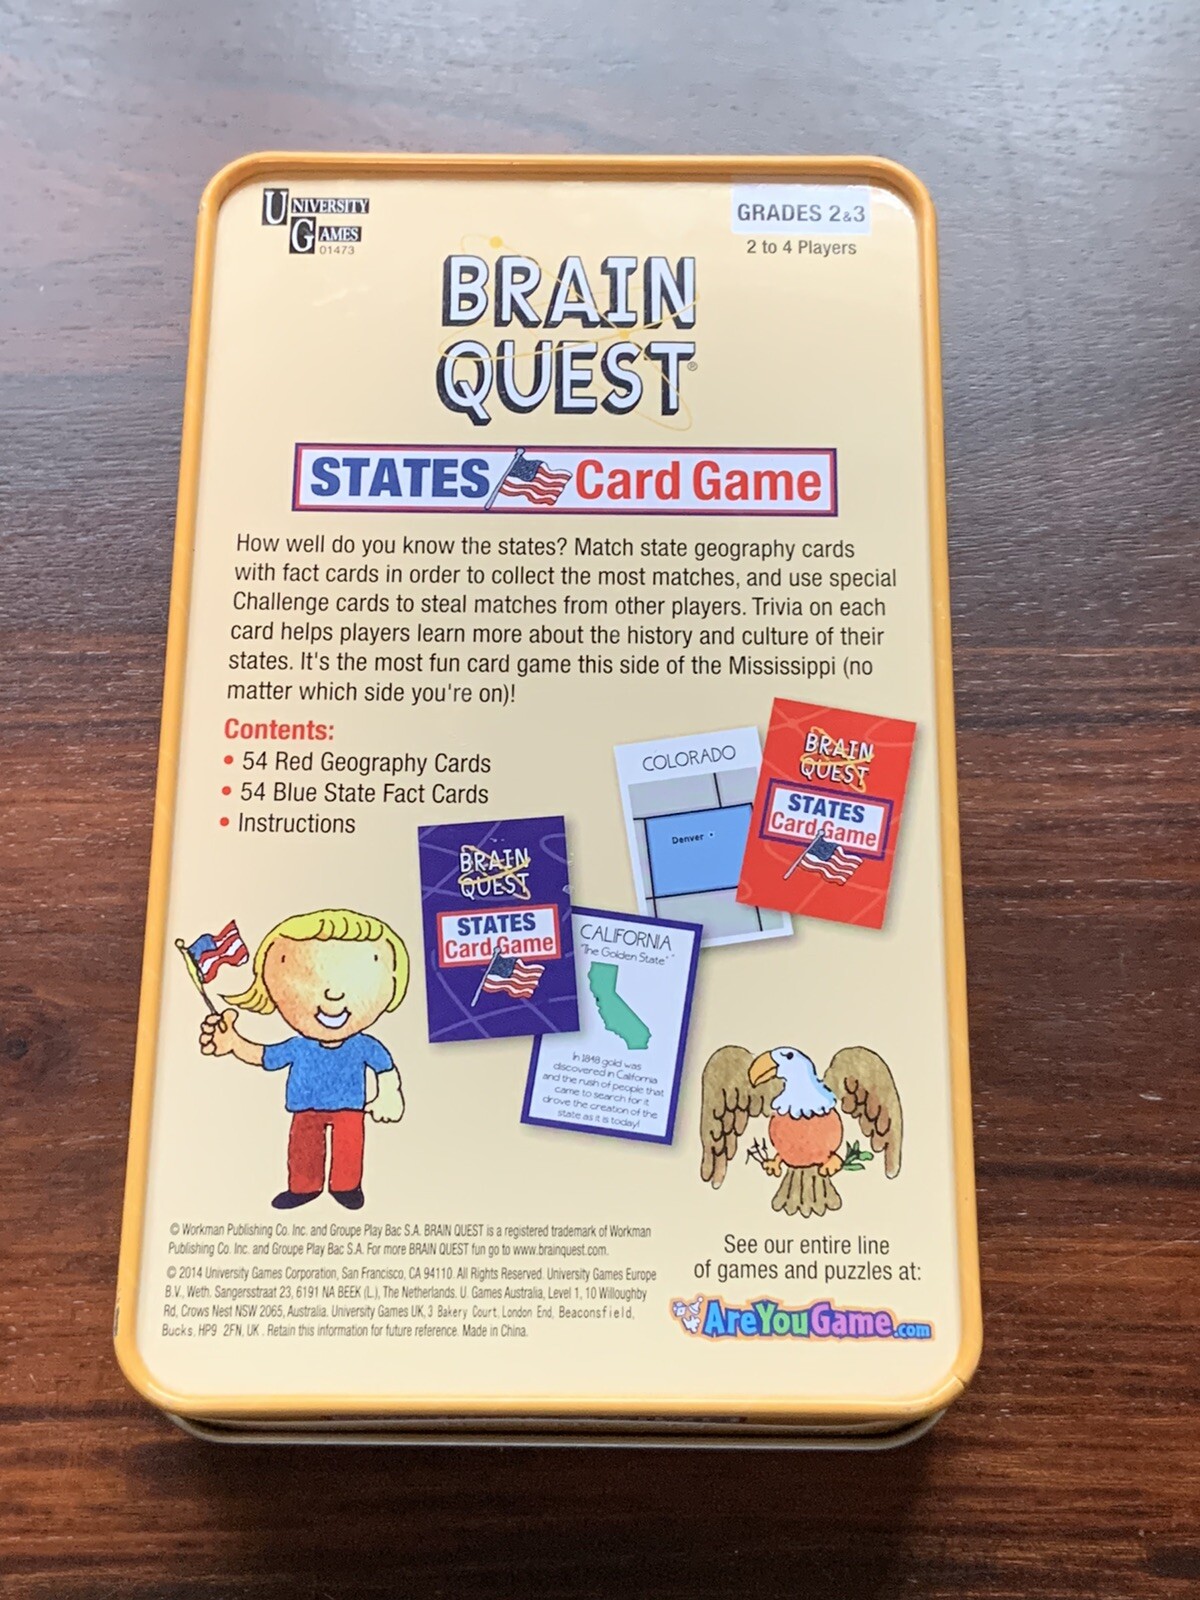 UNIVERSITY
GAMES
01473
GRADES 2&3
2 to 4 Players
BRAIN
QUEST®
STATES Card Game
How well do you know the states? Match state geography cards
with fact cards in order to collect the most matches, and use special
Challenge cards to steal matches from other players. Trivia on each
card helps players learn more about the history and culture of their
states. It's the most fun card game this side of the Mississippi (no
matter which side you're on)!
Contents:
• 54 Red Geography Cards
• 54 Blue State Fact Cards
• Instructions
COLORADO
Denver
BRAIN
QUEST
STATES
Card Game
BRAIN
QUEST
STATES
Card Game
CALIFORNIA
"The Golden State"
In 1848 gold was
discovered in California
and the rush of people that
came to search for it
drove the creation of the
state as it is today!
© Workman Publishing Co. Inc. and Groupe Play Bac S.A. BRAIN QUEST is a registered trademark of Workman
Publishing Co. Inc. and Groupe Play Bac S.A. For more BRAIN QUEST fun go to www.brainquest.com.
© 2014 University Games Corporation, San Francisco, CA 94110. All Rights Reserved. University Games Europe
B.V., Weth. Sangersstraat 23, 6191 NA BEEK (L.), The Netherlands. U. Games Australia, Level 1, 10 Willoughby
Rd, Crows Nest NSW 2065, Australia. University Games UK, 3 Bakery Court, London End, Beaconsfield,
Bucks, HP9 2FN, UK. Retain this information for future reference. Made in China.
See our entire line
of games and puzzles at:
AreYouGame.com